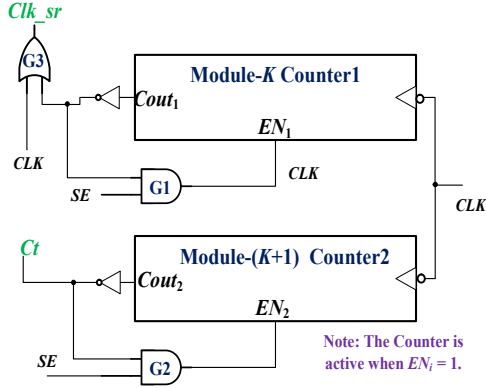 Clk_sr
G3
Module-K Counter1
Cout₁
EN₁
CLK
CLK
SE
G1
CLK
Ct
Module-(K+1) Counter2
Cout₂
EN₂
Note: The Counter is
active when ENᵢ = 1.
SE
G2